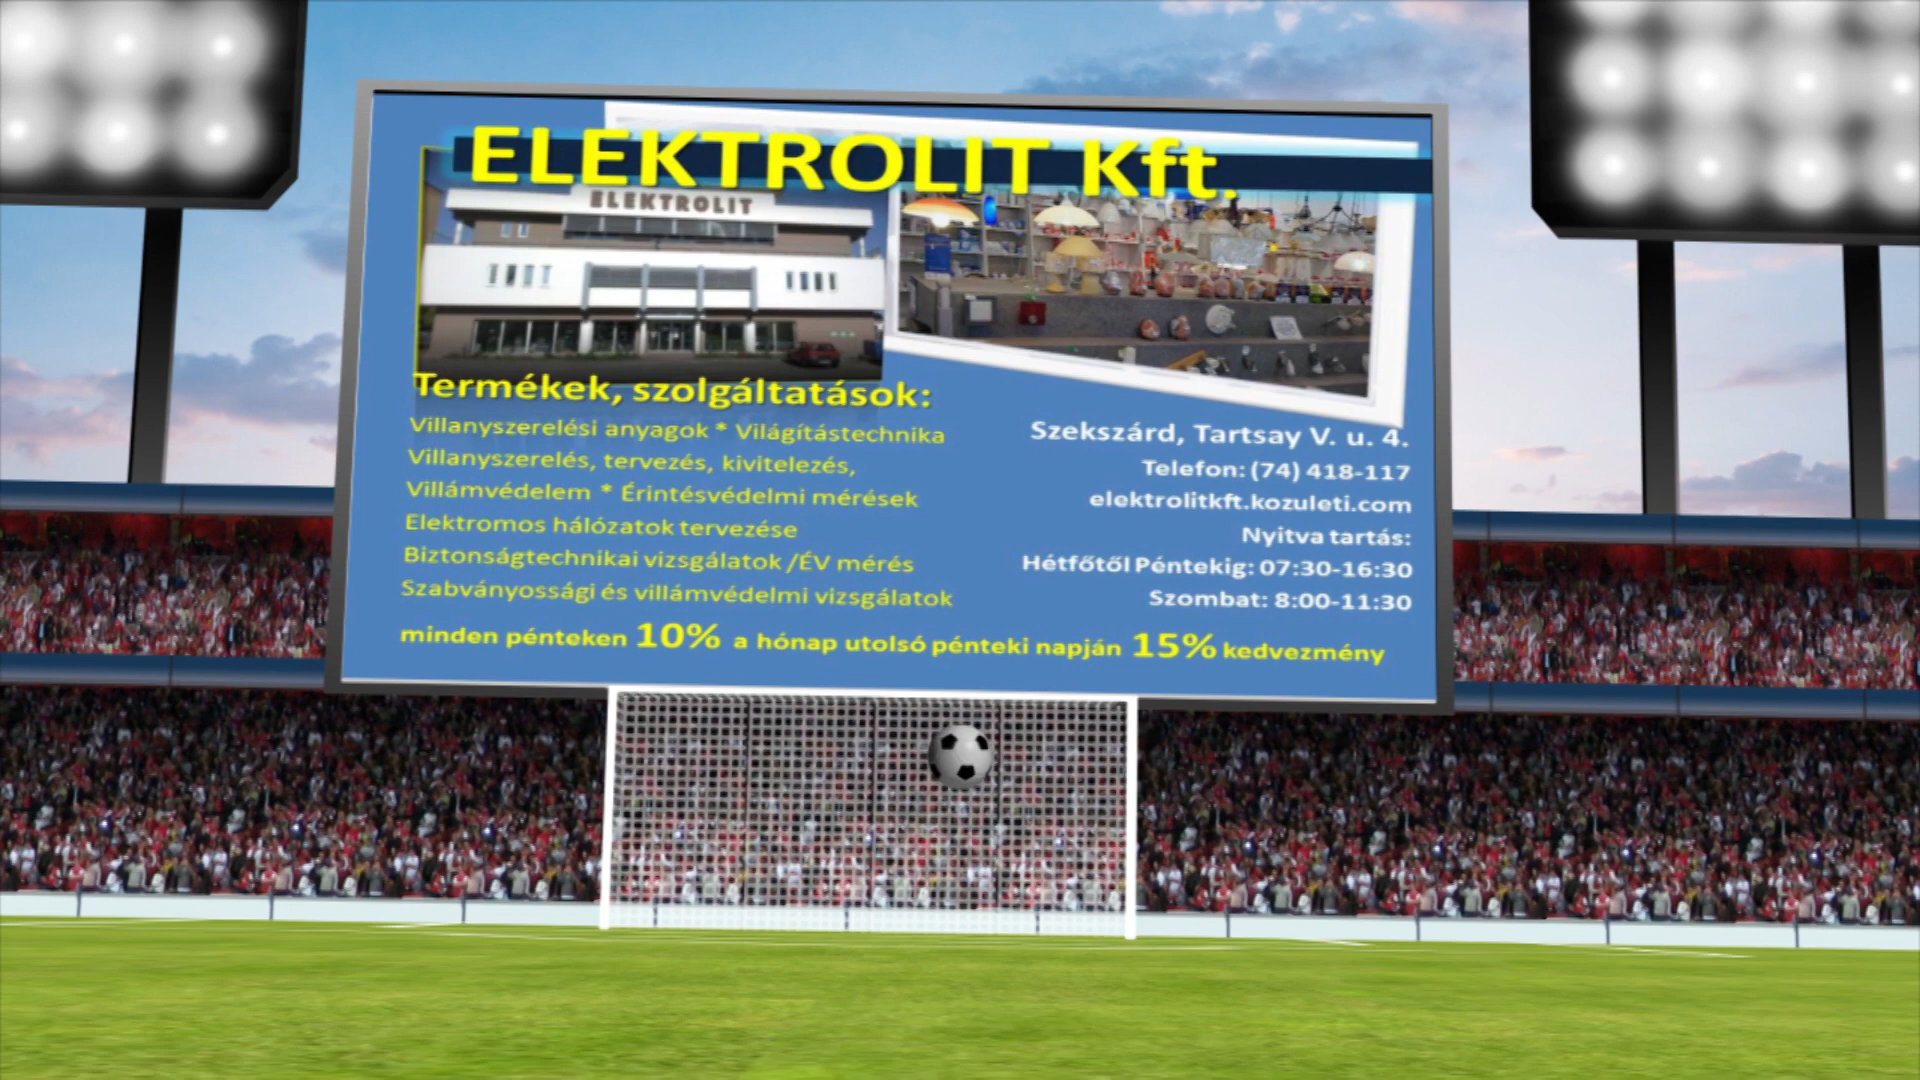 ELEKTROLIT Kft.
ELEKTROLIT
Termékek, szolgáltatások:
Villanyszerelési anyagok * Világítástechnika
Villanyszerelés, tervezés, kivitelezés,
Villámvédelem * Érintésvédelmi mérések
Elektromos hálózatok tervezése
Biztonságtechnikai vizsgálatok /ÉV mérés
Szabványossági és villámvédelmi vizsgálatok
Szekszárd, Tartsay V. u. 4.
Telefon: (74) 418-117
elektrolitkft.kozuleti.com
Nyitva tartás:
Hétfőtől Péntekig: 07:30-16:30
Szombat: 8:00-11:30
minden pénteken 10% a hónap utolsó pénteki napján 15% kedvezmény